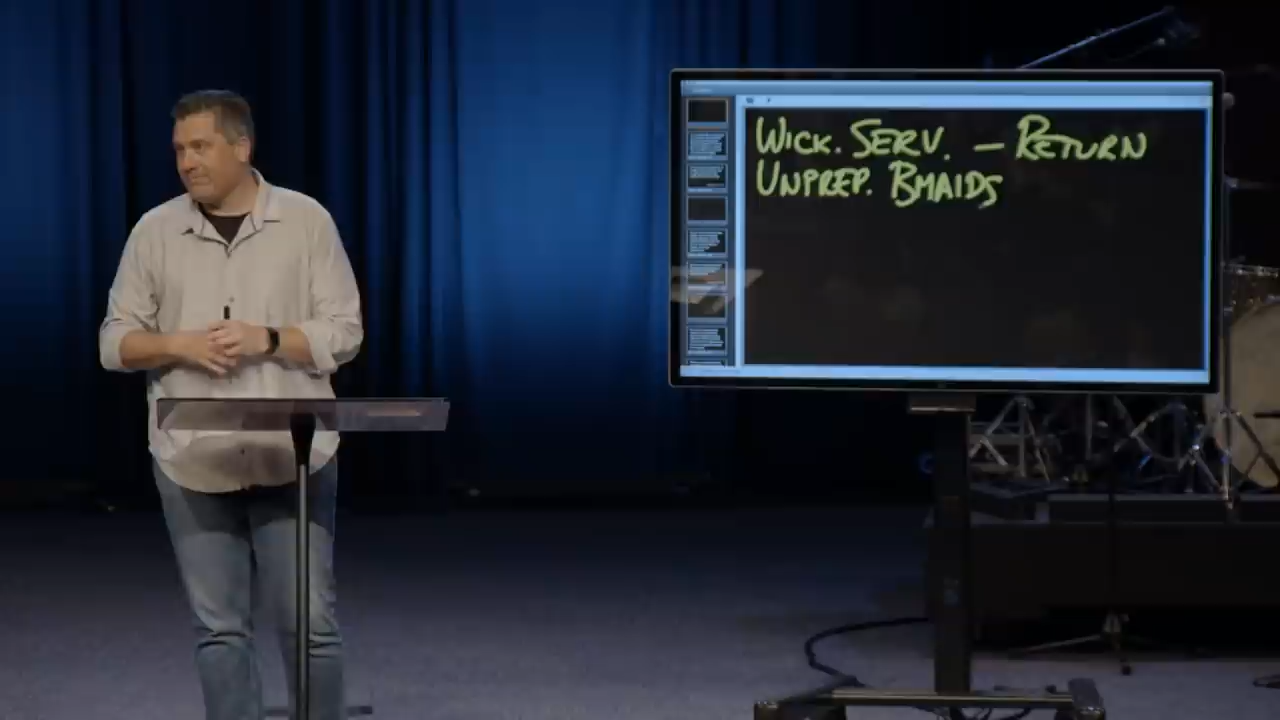 WICK. SERV. – RETURN
UNPREP. BMAIDS